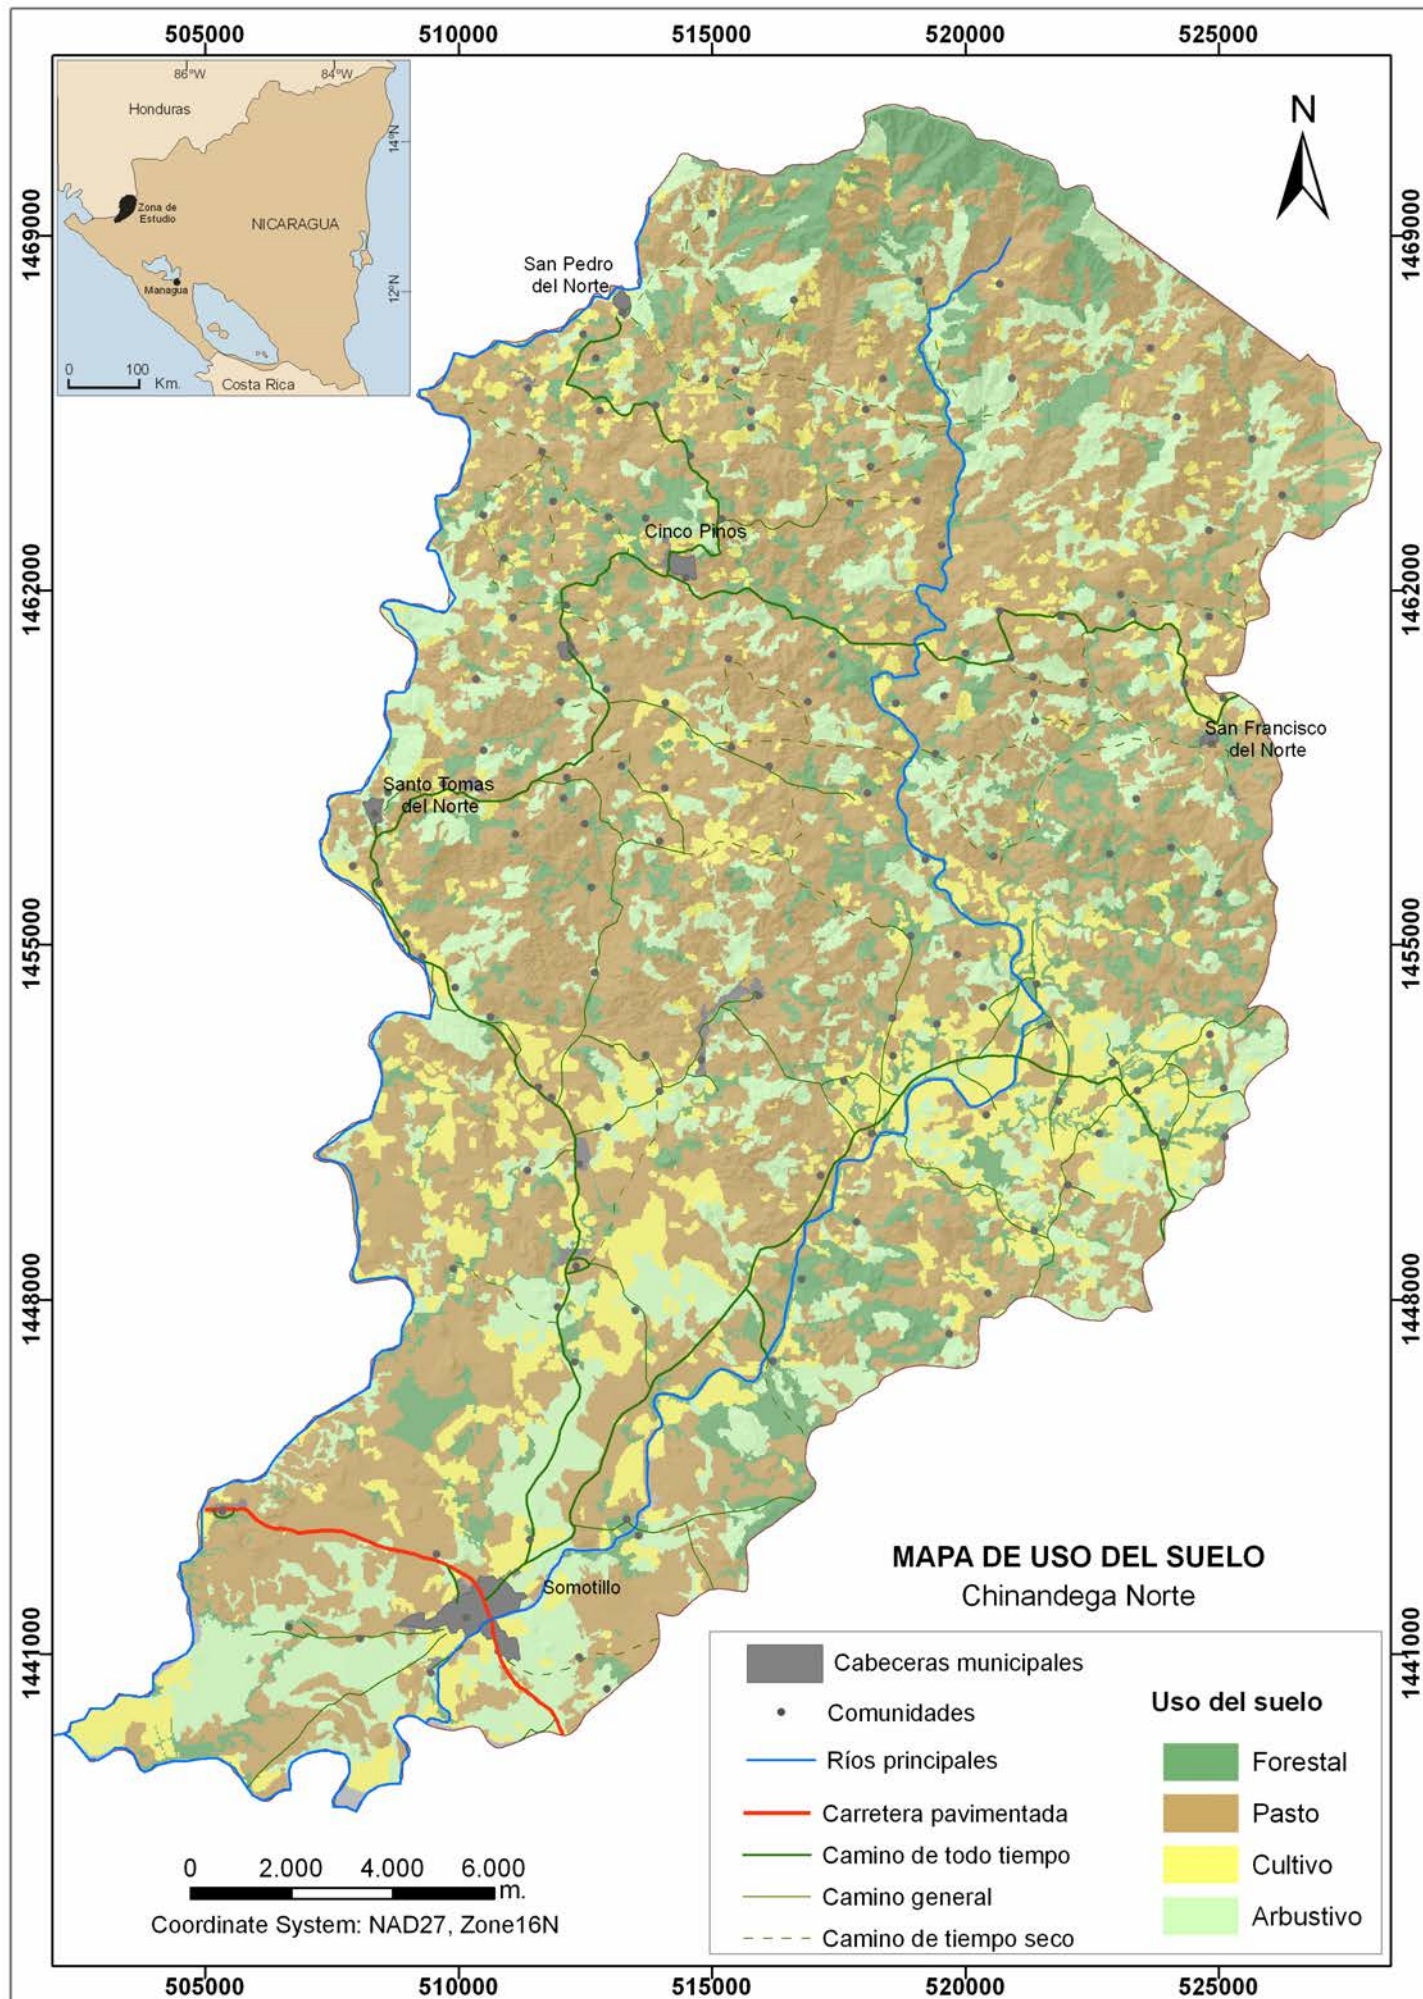 505000 510000 515000 520000 525000
86°W 84°W
Honduras
14°N
Zona de
Estudio
NICARAGUA
Managua
12°N
0 100
Km.
Costa Rica
N
1469000 1469000
San Pedro
del Norte
Cinco Pinos
1462000 1462000
San Francisco
del Norte
Santo Tomas
del Norte
1455000 1455000
1448000 1448000
Somotillo
1441000 1441000
MAPA DE USO DEL SUELO
Chinandega Norte
Cabeceras municipales
Comunidades
Ríos principales
Carretera pavimentada
Camino de todo tiempo
Camino general
Camino de tiempo seco
Uso del suelo
Forestal
Pasto
Cultivo
Arbustivo
0 2.000 4.000 6.000
m.
Coordinate System: NAD27, Zone16N
505000 510000 515000 520000 525000